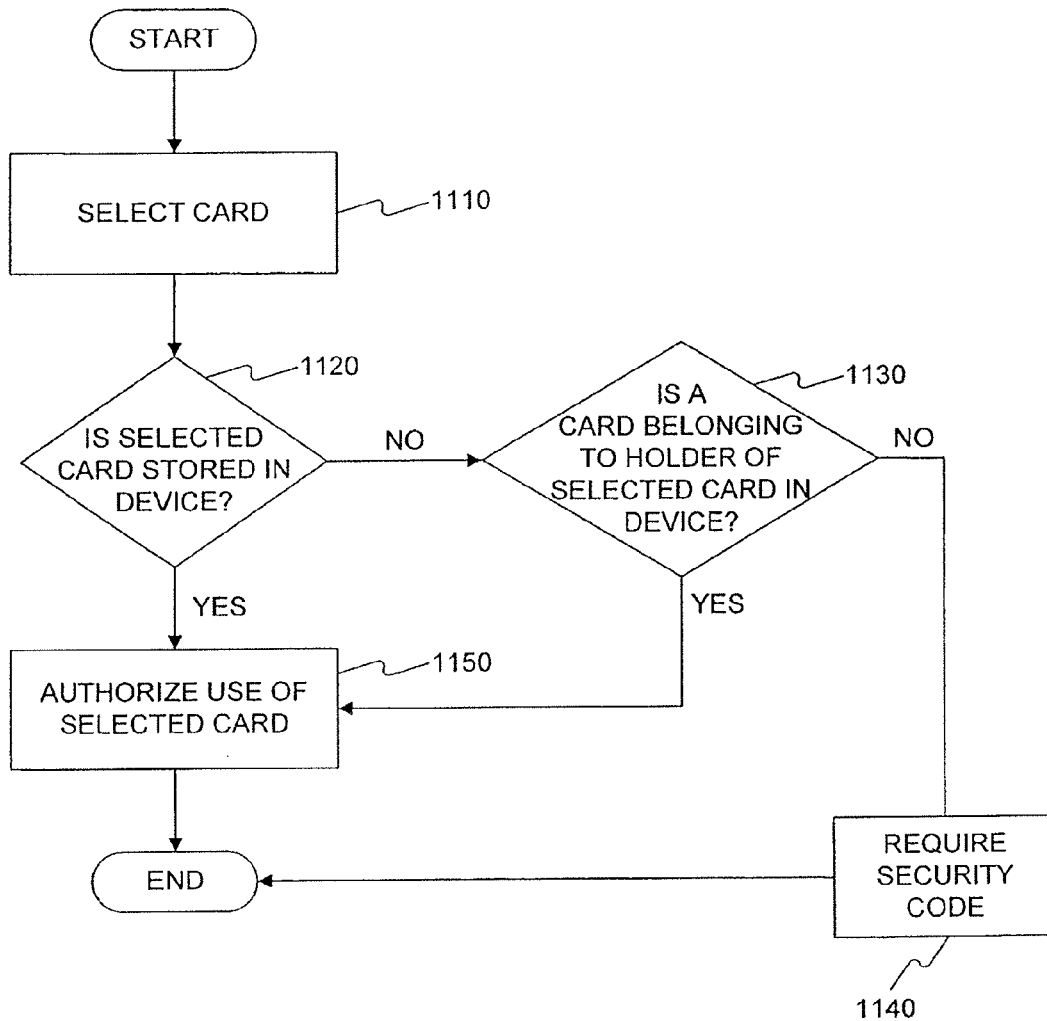 START
SELECT CARD
1110
1120
IS SELECTED
CARD STORED IN
DEVICE?
NO
1130
IS A
CARD BELONGING
TO HOLDER OF
SELECTED CARD IN
DEVICE?
NO
YES
YES
1150
AUTHORIZE USE OF
SELECTED CARD
END
REQUIRE
SECURITY
CODE
1140